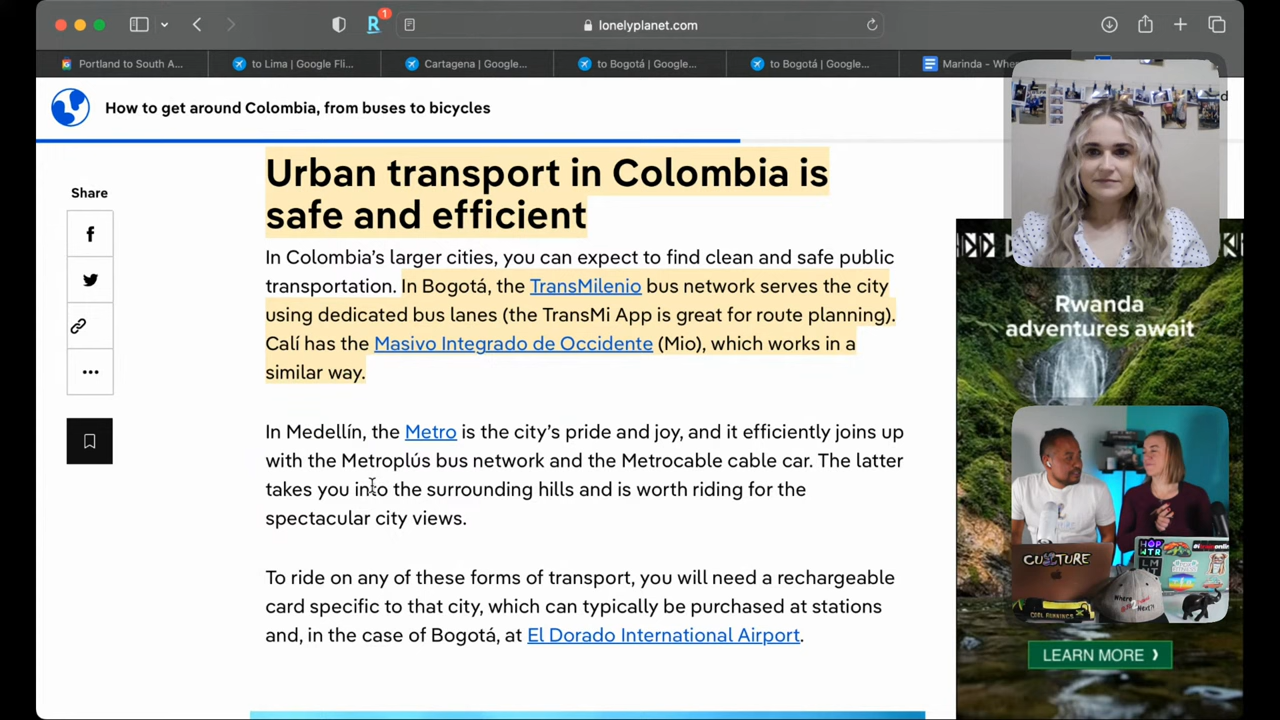 1
lonelyplanet.com
Portland to South A...
to Lima | Google Fli...
Cartagena | Google...
to Bogotá | Google...
to Bogotá | Google...
Marinda - Whe
How to get around Colombia, from buses to bicycles
Share
Urban transport in Colombia is
safe and efficient
In Colombia's larger cities, you can expect to find clean and safe public
transportation. In Bogotá, the TransMilenio bus network serves the city
using dedicated bus lanes (the TransMi App is great for route planning).
Calí has the Masivo Integrado de Occidente (Mio), which works in a
similar way.
In Medellín, the Metro is the city's pride and joy, and it efficiently joins up
with the Metroplús bus network and the Metrocable cable car. The latter
takes you into the surrounding hills and is worth riding for the
spectacular city views.
To ride on any of these forms of transport, you will need a rechargeable
card specific to that city, which can typically be purchased at stations
and, in the case of Bogotá, at El Dorado International Airport.
Rwanda
adventures await
CULTURE
COOL RUNNINGS
LEARN MORE